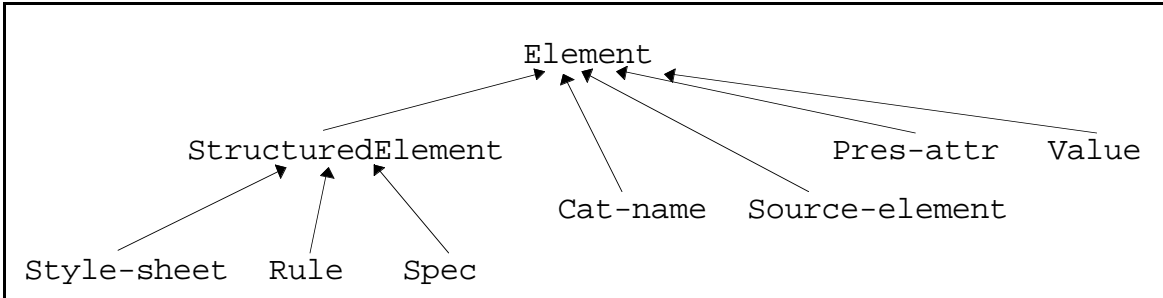 Element
StructuredElement Pres-attr Value
Cat-name Source-element
Style-sheet Rule Spec